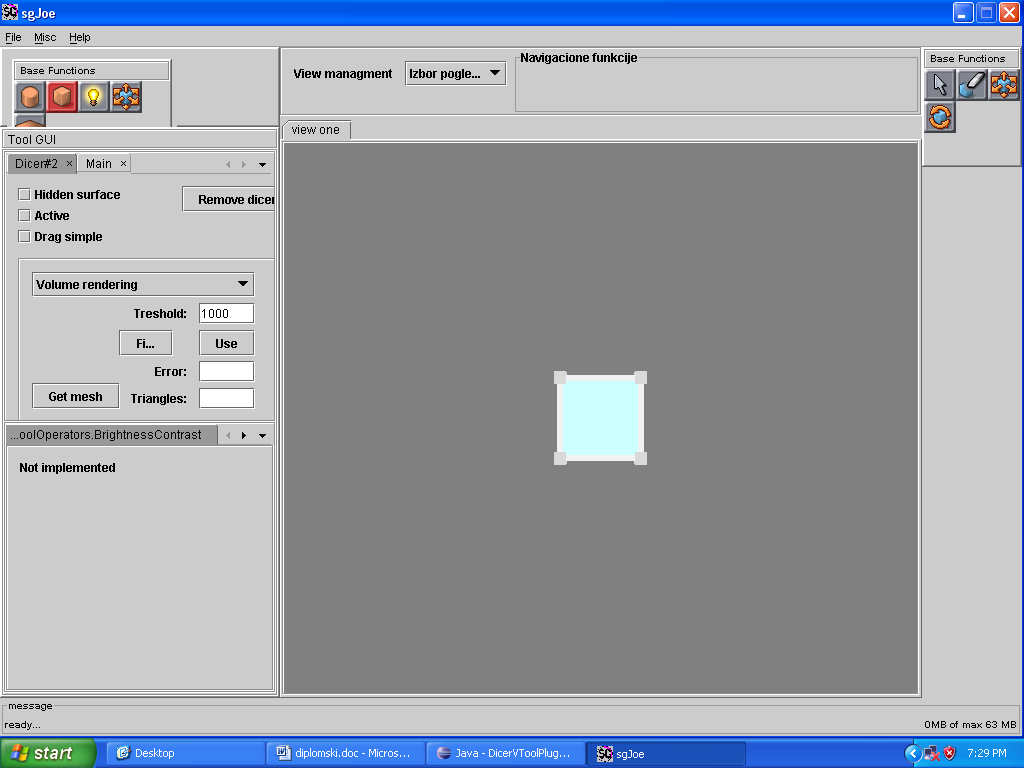 sgJoe
File Misc Help
Base Functions
View managment
Izbor pogle...
Navigacione funkcije
Base Functions
Tool GUI
view one
Dicer#2 × Main ×
Hidden surface
Remove dicer
Active
Drag simple
Volume rendering
Treshold: 1000
Fi... Use
Error:
Get mesh Triangles:
...oolOperators.BrightnessContrast
Not implemented
message
ready...
0MB of max 63 MB
start Desktop diplomski.doc - Micros... Java - DicerVToolPlug... sgJoe 7:29 PM